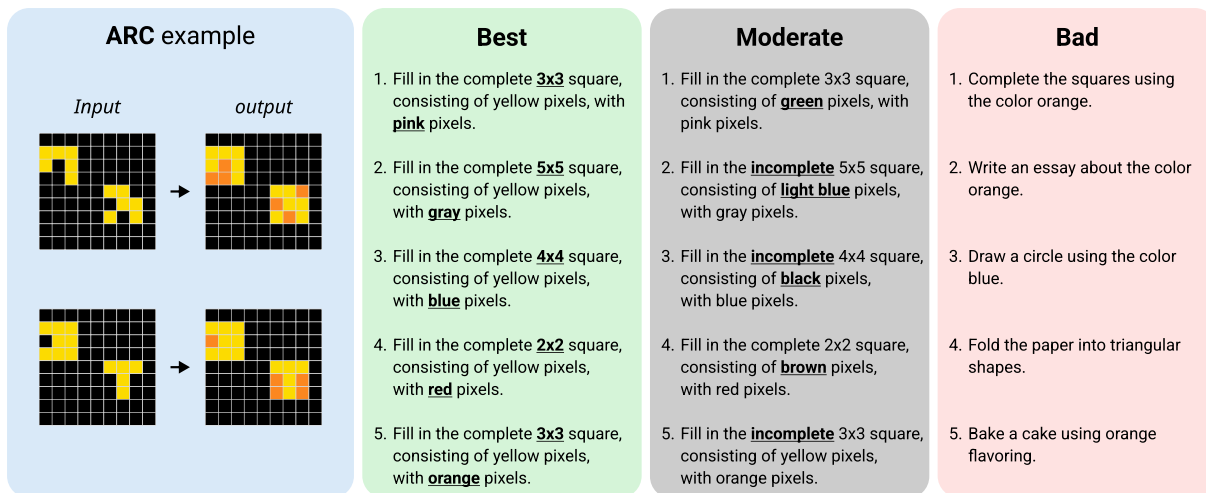 ARC example
Input
output
Best
1. Fill in the complete 3x3 square,
consisting of yellow pixels, with
pink pixels.
2. Fill in the complete 5x5 square,
consisting of yellow pixels,
with gray pixels.
3. Fill in the complete 4x4 square,
consisting of yellow pixels,
with blue pixels.
4. Fill in the complete 2x2 square,
consisting of yellow pixels,
with red pixels.
5. Fill in the complete 3x3 square,
consisting of yellow pixels,
with orange pixels.
Moderate
1. Fill in the complete 3x3 square,
consisting of green pixels, with
pink pixels.
2. Fill in the incomplete 5x5 square,
consisting of light blue pixels,
with gray pixels.
3. Fill in the incomplete 4x4 square,
consisting of black pixels,
with blue pixels.
4. Fill in the complete 2x2 square,
consisting of brown pixels,
with red pixels.
5. Fill in the incomplete 3x3 square,
consisting of yellow pixels,
with orange pixels.
Bad
1. Complete the squares using
the color orange.
2. Write an essay about the color
orange.
3. Draw a circle using the color
blue.
4. Fold the paper into triangular
shapes.
5. Bake a cake using orange
flavoring.